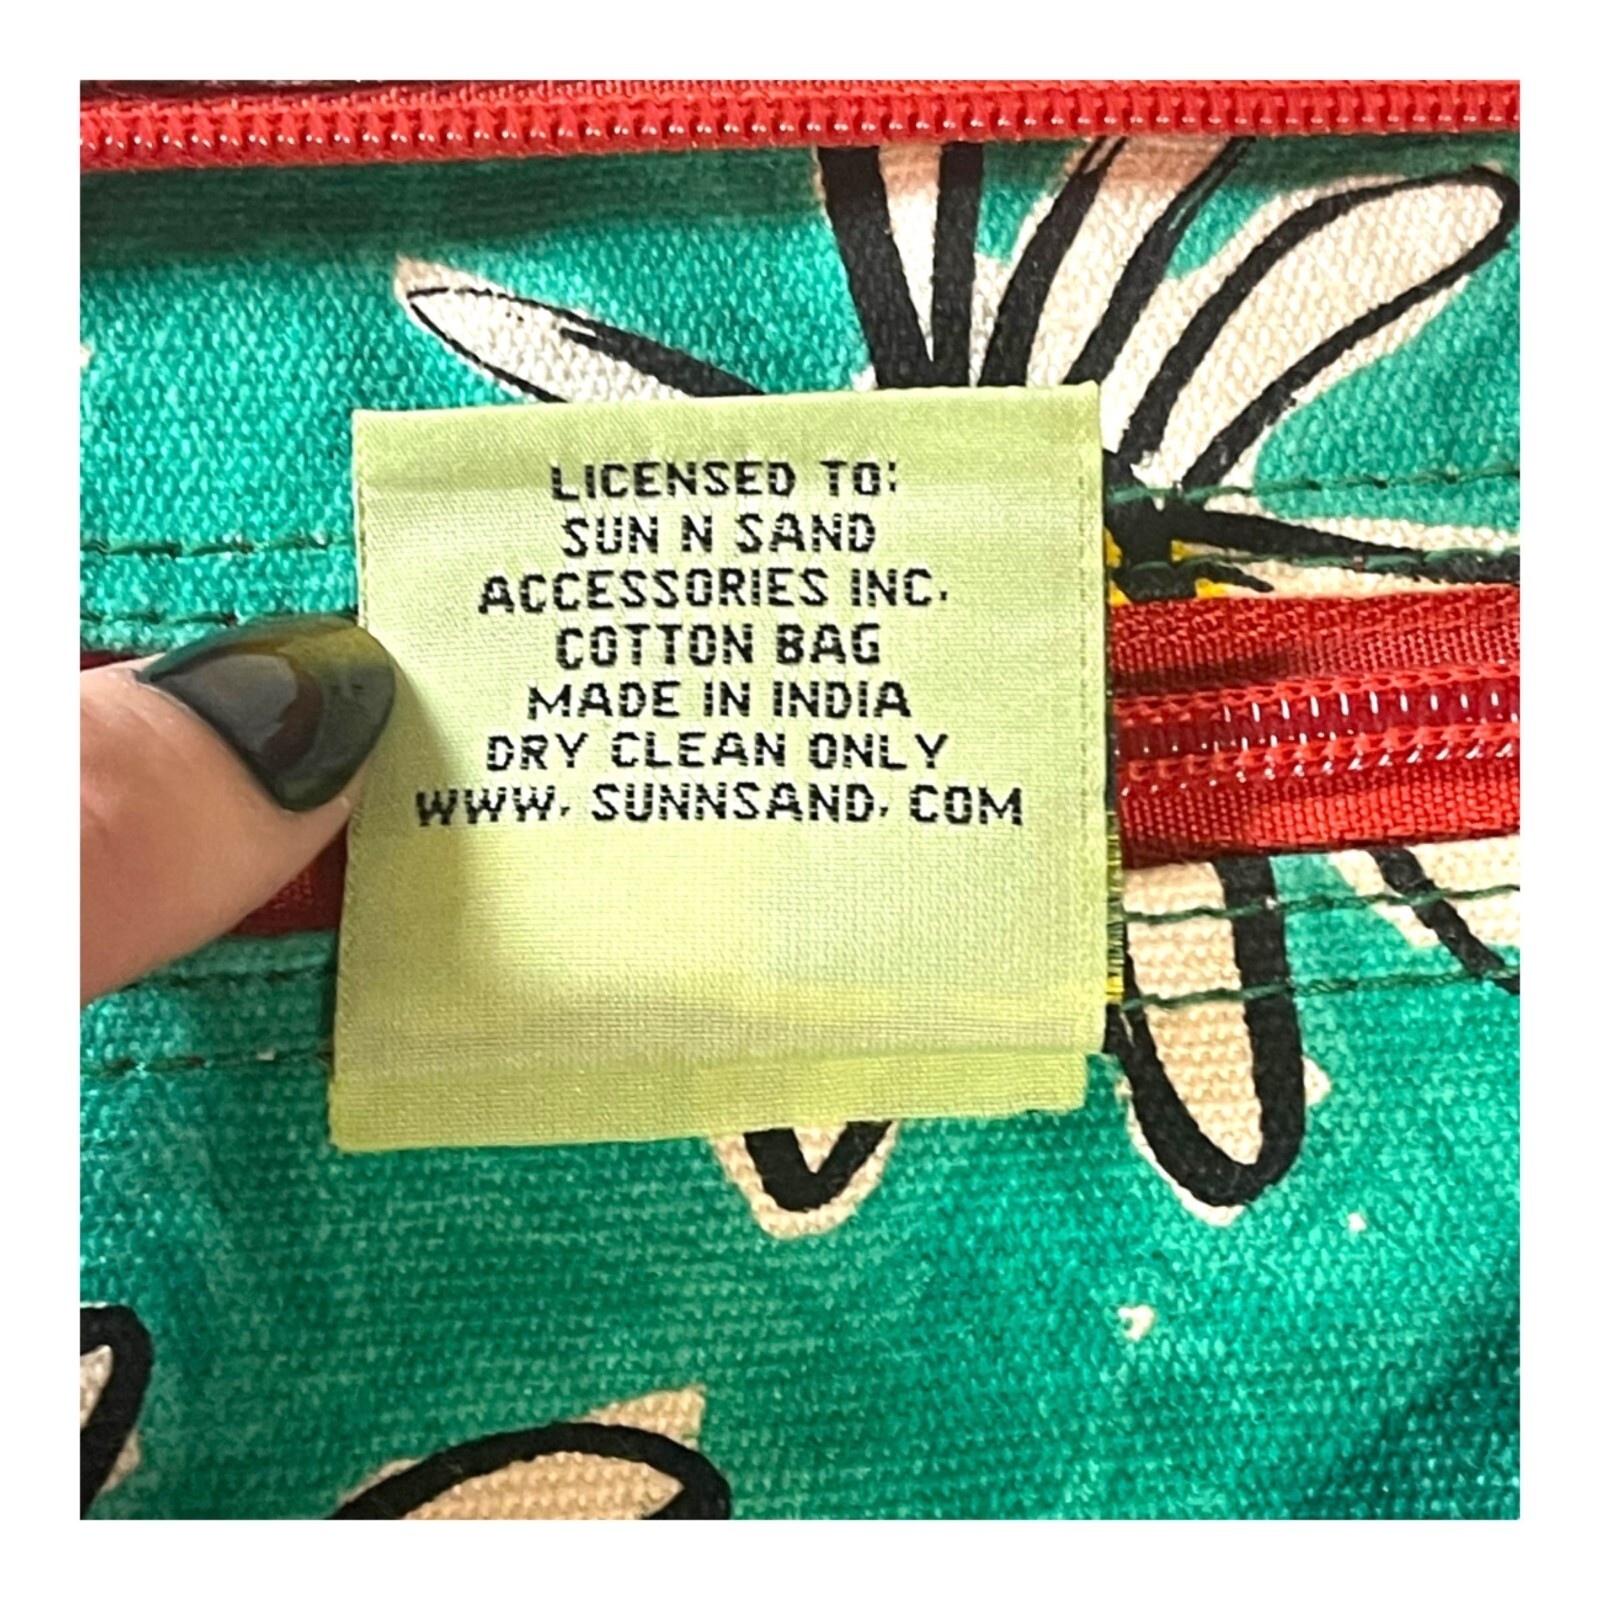 LICENSED TO:
SUN N SAND
ACCESSORIES INC.
COTTON BAG
MADE IN INDIA
DRY CLEAN ONLY
WWW. SUNNSAND. COM